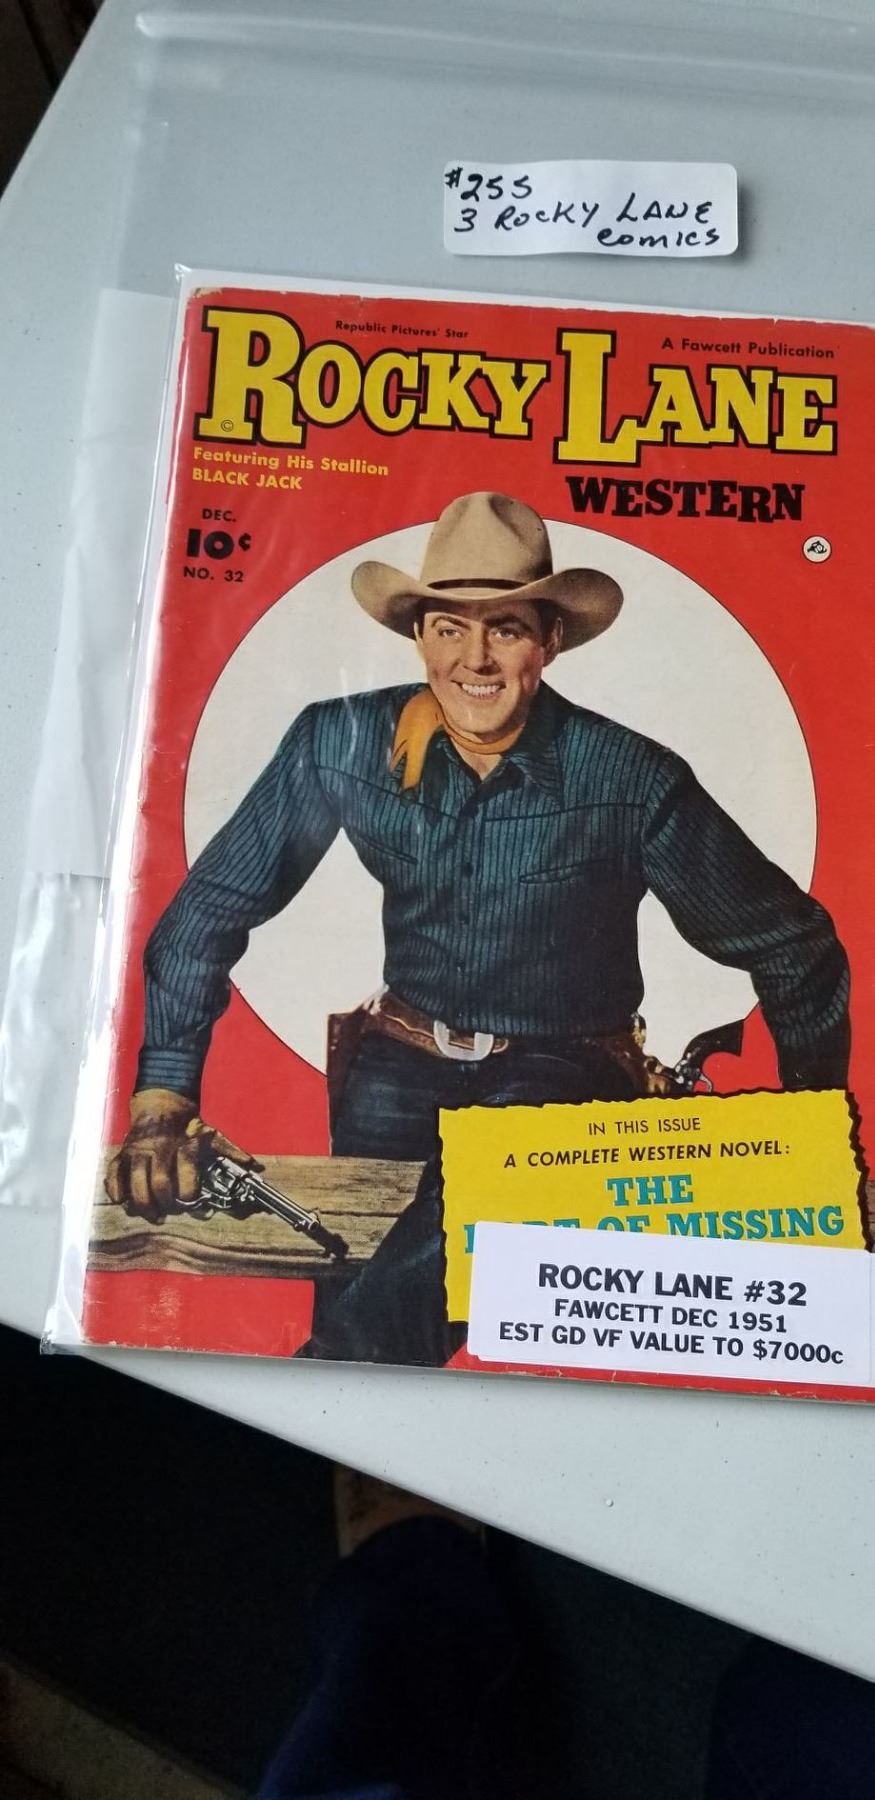 #255
3 ROCKY LANE
comics
Republic Pictures' Star
A Fawcett Publication
ROCKY LANE
©
Featuring His Stallion
BLACK JACK
WESTERN
DEC.
10¢
NO. 32
IN THIS ISSUE
A COMPLETE WESTERN NOVEL:
THE
OF MISSING
ROCKY LANE #32
FAWCETT DEC 1951
EST GD VF VALUE TO $7000c